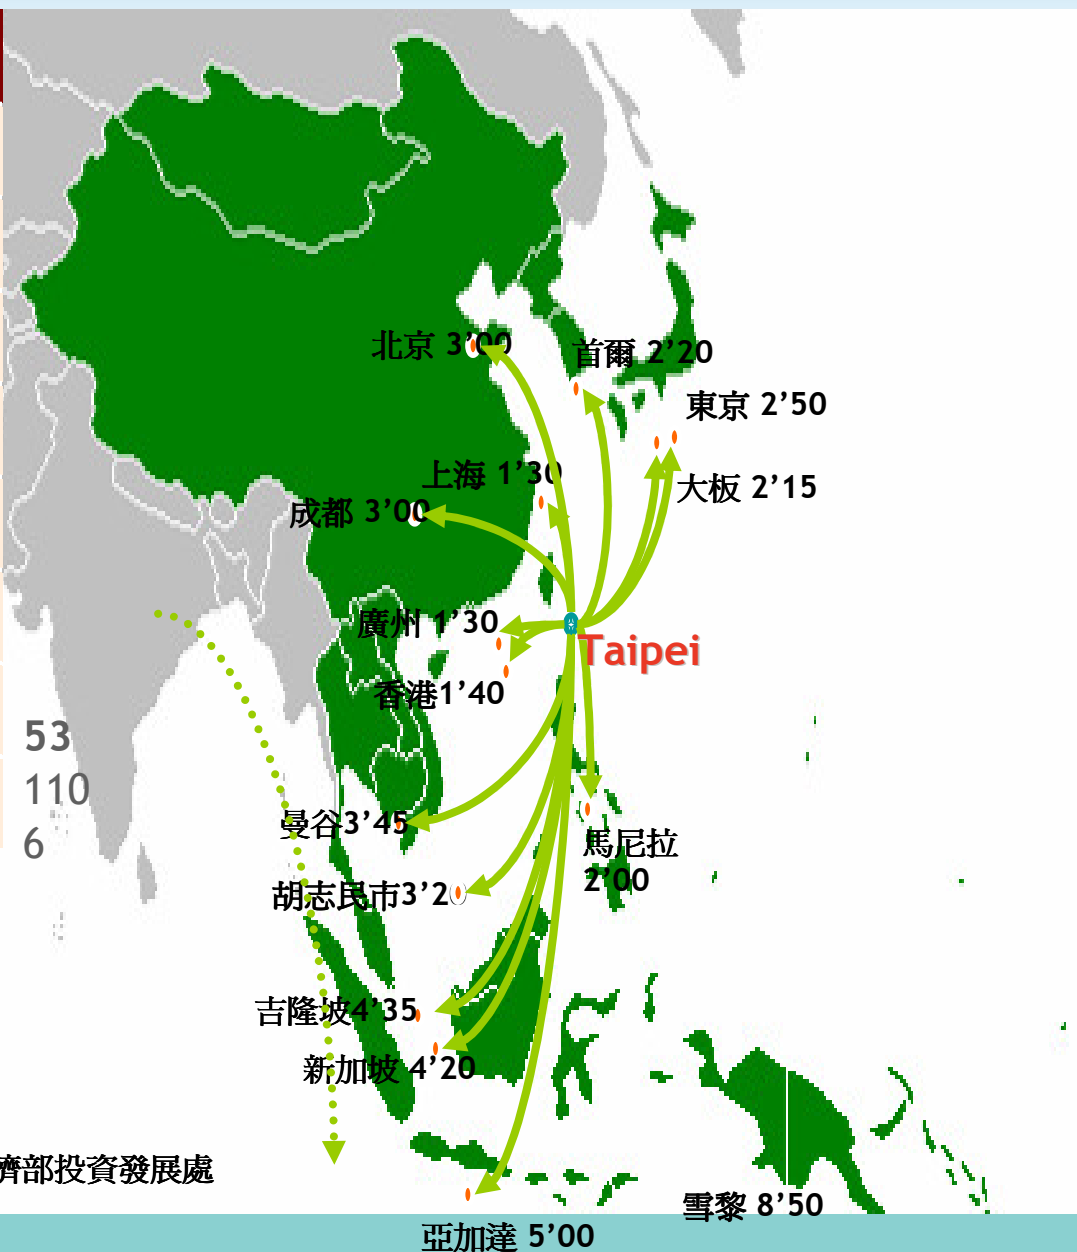 北京 3’00
首爾 2’20
東京 2’50
上海 1’30
大板 2’15
成都 3’00
廣州 1’30
Taipei
香港1’40
53
110
6
曼谷3’45
馬尼拉
2’00
胡志民市3’20
吉隆坡4’35
新加坡 4’20
濟部投資發展處
雪黎 8’50
亞加達 5’00